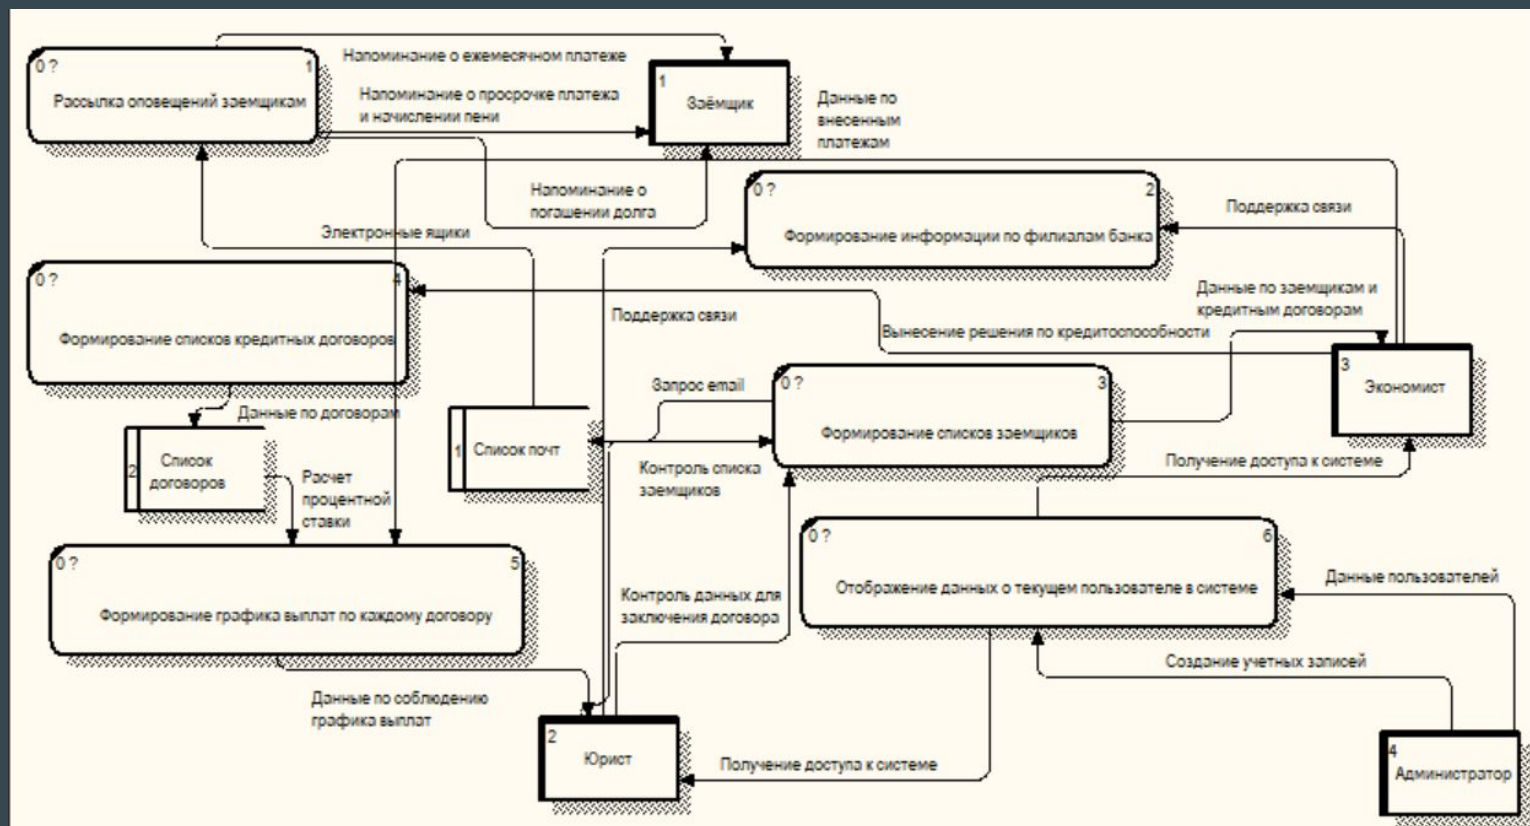 Напоминание о ежемесячном платеже
0 ?
1
Рассылка оповещений заемщикам
Напоминание о просрочке платежа
и начислении пени
1
Заёмщик
Данные по
внесенным
платежам
Напоминание о
погашении долга
0 ?
2
Формирование информации по филиалам банка
Поддержка связи
Электронные ящики
0 ?
4
Формирование списков кредитных договоров
Поддержка связи
Данные по заемщикам и
кредитным договорам
Вынесение решения по кредитоспособности
3
Экономист
Запрос email
0 ?
3
Формирование списков заемщиков
Данные по договорам
2
Список
договоров
1
Список почт
Контроль списка
заемщиков
Получение доступа к системе
Расчет
процентной
ставки
0 ?
5
Формирование графика выплат по каждому договору
0 ?
6
Отображение данных о текущем пользователе в системе
Данные пользователей
Контроль данных для
заключения договора
Создание учетных записей
Данные по соблюдению
графика выплат
2
Юрист
Получение доступа к системе
4
Администратор